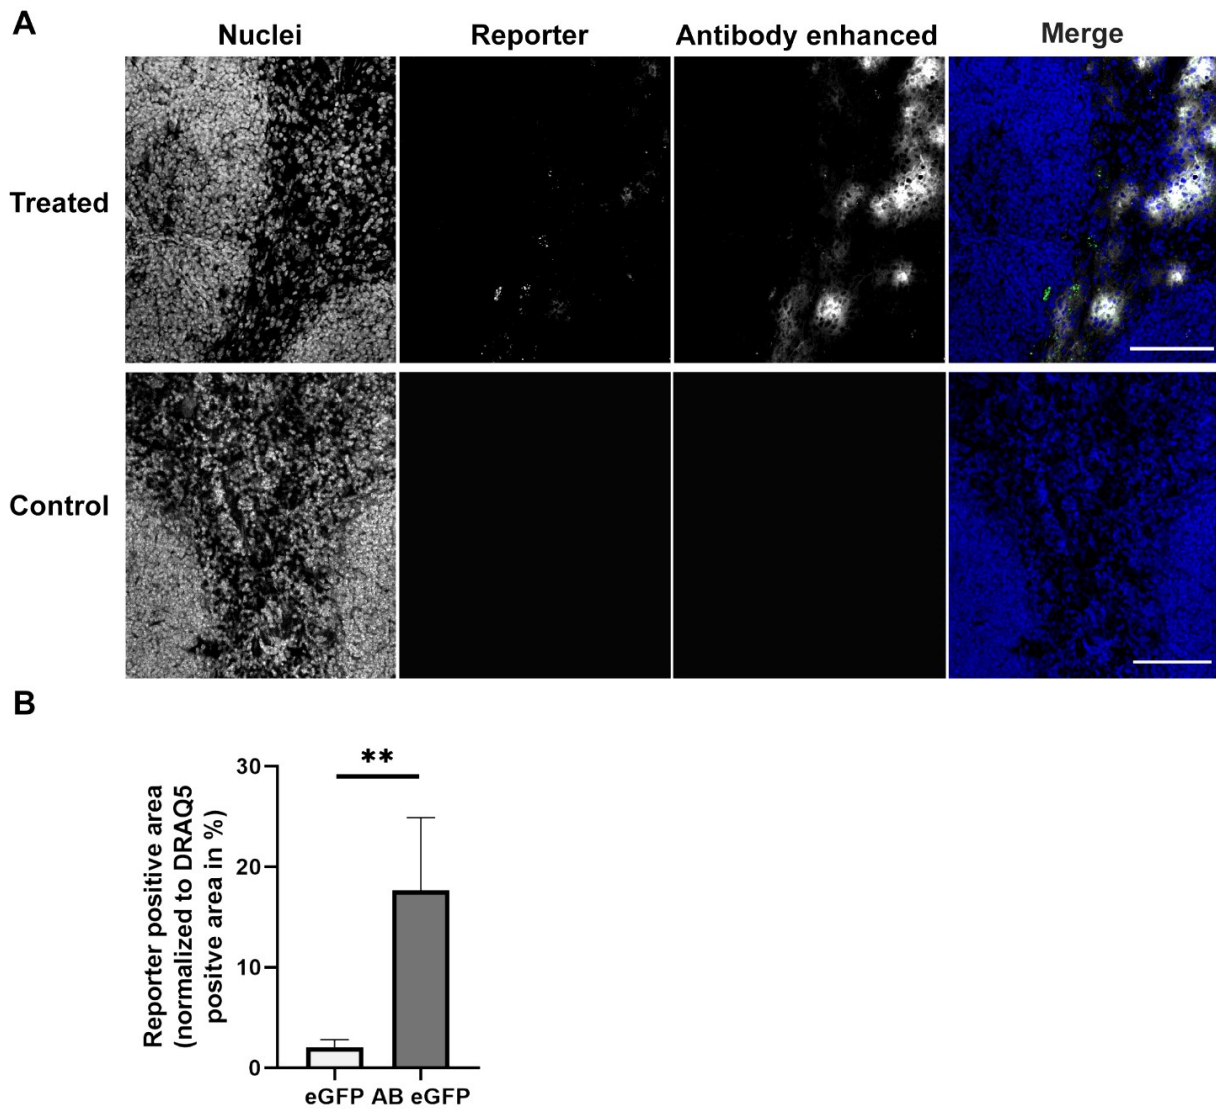 A
Nuclei Reporter Antibody enhanced Merge
Treated
Control
B
**
Reporter positive area
(normalized to DRAQ5
positve area in %)
30
20
10
0
eGFP AB eGFP